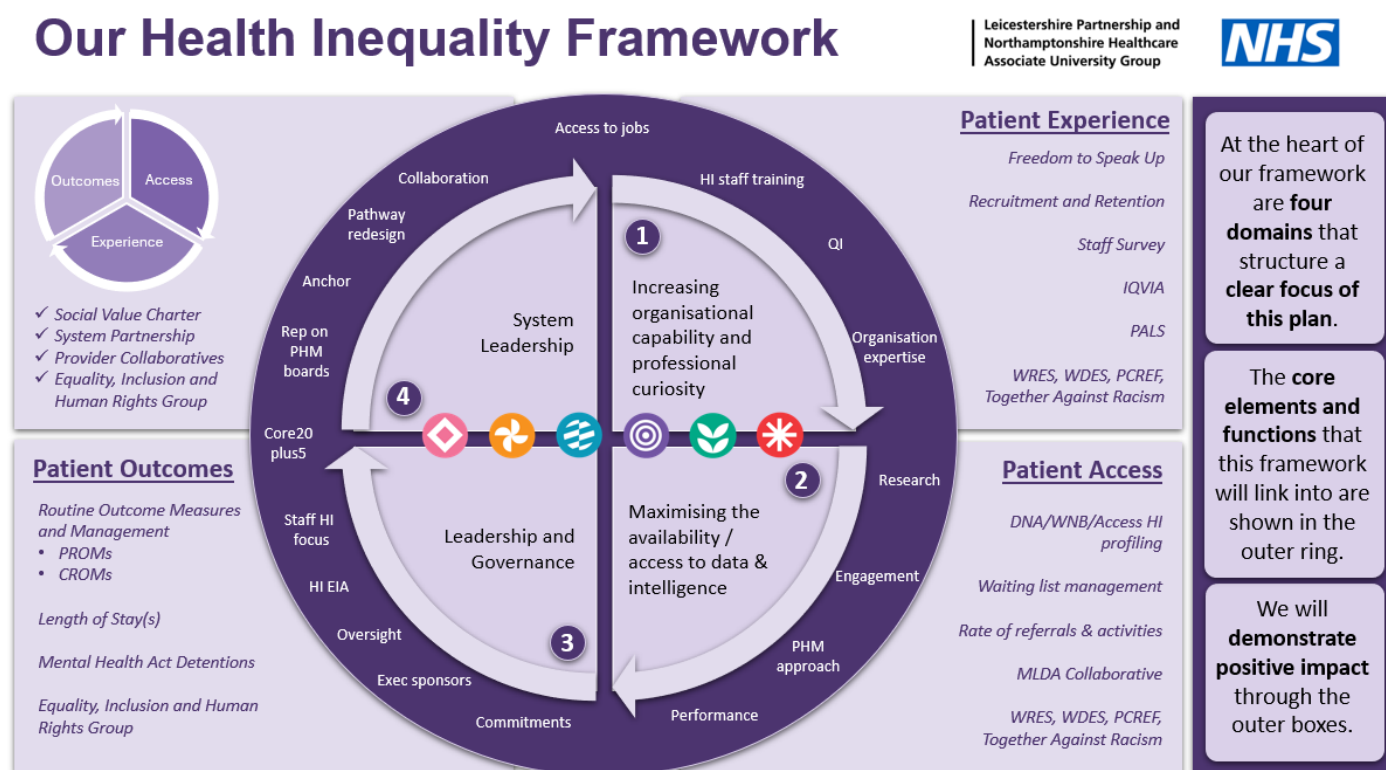 Our Health Inequality Framework
Leicestershire Partnership and
Northamptonshire Healthcare
Associate University Group
NHS
Outcomes
Access
Experience
✓ Social Value Charter
✓ System Partnership
✓ Provider Collaboratives
✓ Equality, Inclusion and
Human Rights Group
Patient Outcomes
Routine Outcome Measures
and Management
• PROMs
• CROMs
Length of Stay(s)
Mental Health Act Detentions
Equality, Inclusion and Human
Rights Group
Access to jobs
HI staff training
QI
Organisation
expertise
Research
Engagement
PHM
approach
Performance
Commitments
Exec sponsors
Oversight
HI EIA
Staff HI
focus
Core20
plus5
Rep on
PHM
boards
Anchor
Pathway
redesign
Collaboration
1
Increasing
organisational
capability and
professional
curiosity
2
Maximising the
availability /
access to data &
intelligence
3
Leadership and
Governance
4
System
Leadership
Patient Experience
Freedom to Speak Up
Recruitment and Retention
Staff Survey
IQVIA
PALS
WRES, WDES, PCREF,
Together Against Racism
Patient Access
DNA/WNB/Access HI
profiling
Waiting list management
Rate of referrals & activities
MLDA Collaborative
WRES, WDES, PCREF,
Together Against Racism
At the heart of
our framework
are four
domains that
structure a
clear focus of
this plan.
The core
elements and
functions that
this framework
will link into are
shown in the
outer ring.
We will
demonstrate
positive impact
through the
outer boxes.